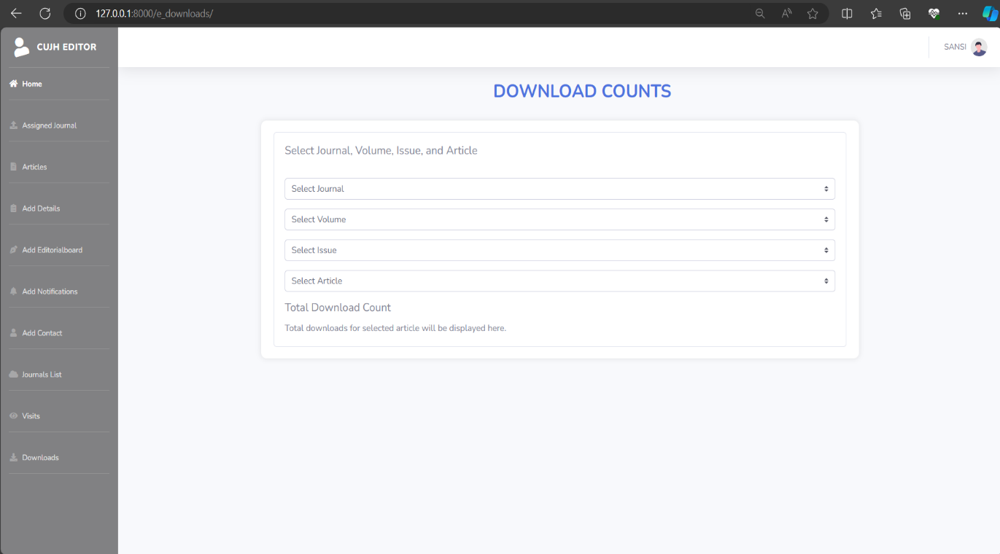 127.0.0.1:8000/e_downloads/
CUJH EDITOR
SANSI
Home
Assigned Journal
Articles
Add Details
Add Editorialboard
Add Notifications
Add Contact
Journals List
Visits
Downloads
DOWNLOAD COUNTS
Select Journal, Volume, Issue, and Article
Select Journal
Select Volume
Select Issue
Select Article
Total Download Count
Total downloads for selected article will be displayed here.